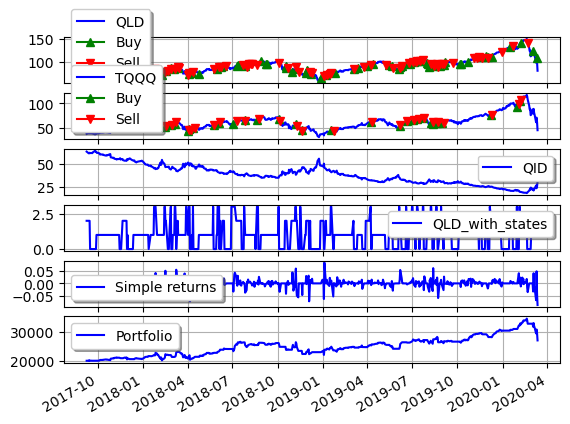 QLD
Buy
Sell
150
100
TQQQ
Buy
Sell
100
50
QID
50
25
QLD_with_states
2.5
0.0
Simple returns
0.05
0.00
−0.05
Portfolio
30000
20000
2017-10
2018-01
2018-04
2018-07
2018-10
2019-01
2019-04
2019-07
2019-10
2020-01
2020-04